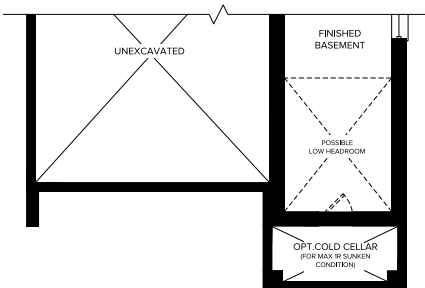 FINISHED
BASEMENT
UNEXCAVATED
POSSIBLE
LOW HEADROOM
OPT.COLD CELLAR
(FOR MAX 1R SUNKEN
CONDITION)